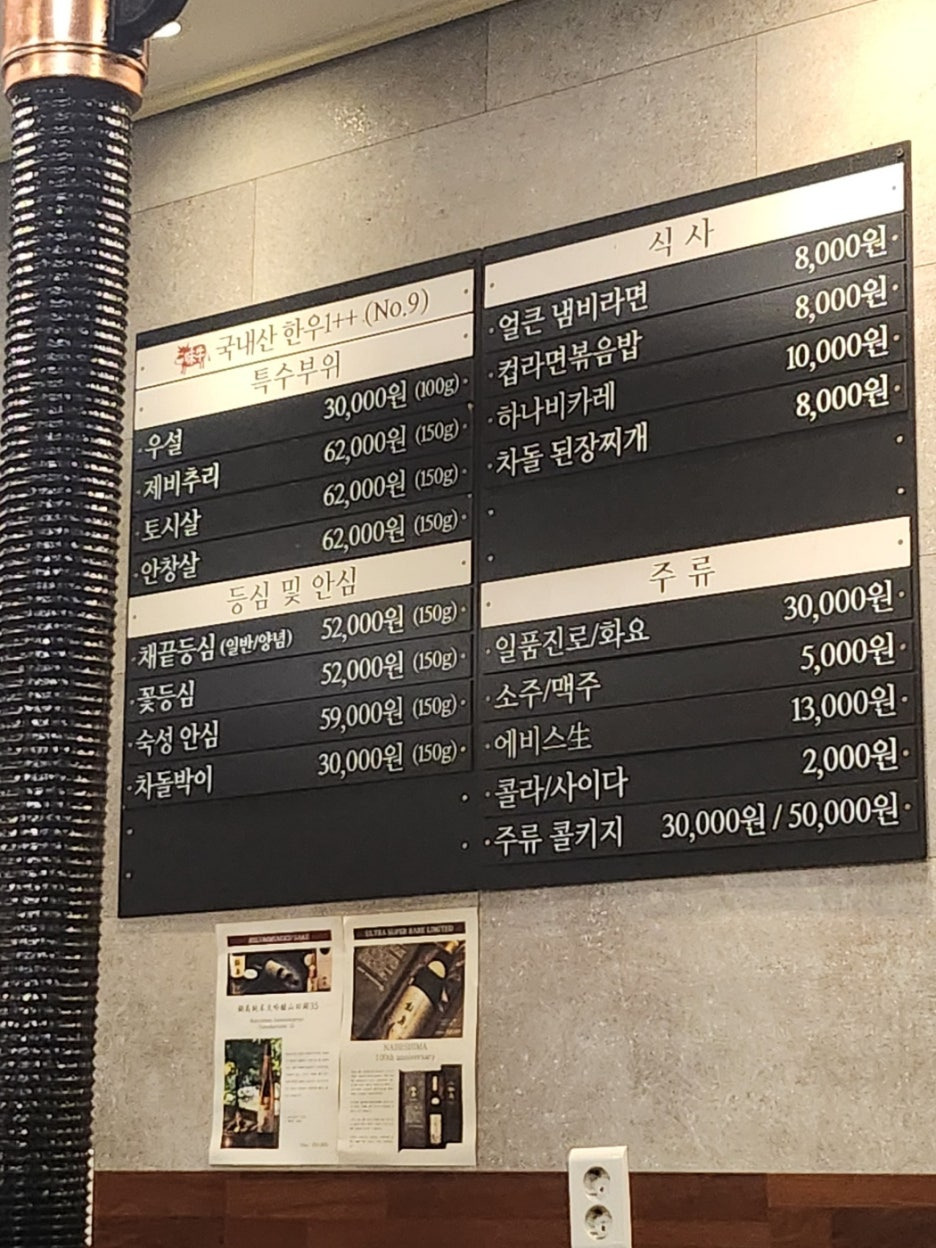 국내산 한우1++ (No.9)
특수부위
우설 30,000원 (100g)
제비추리 62,000원 (150g)
토시살 62,000원 (150g)
안창살 62,000원 (150g)
등심 및 안심
채끝등심 (일반/양념) 52,000원 (150g)
꽃등심 52,000원 (150g)
숙성 안심 59,000원 (150g)
차돌박이 30,000원 (150g)
식 사
얼큰 냄비라면 8,000원
컵라면볶음밥 8,000원
하나비카레 10,000원
차돌 된장찌개 8,000원
주 류
일품진로/화요 30,000원
소주/맥주 5,000원
에비스生 13,000원
콜라/사이다 2,000원
주류 콜키지 30,000원 / 50,000원
ULTRA SUPER RARE LIMITED
NABESHIMA
100th anniversary